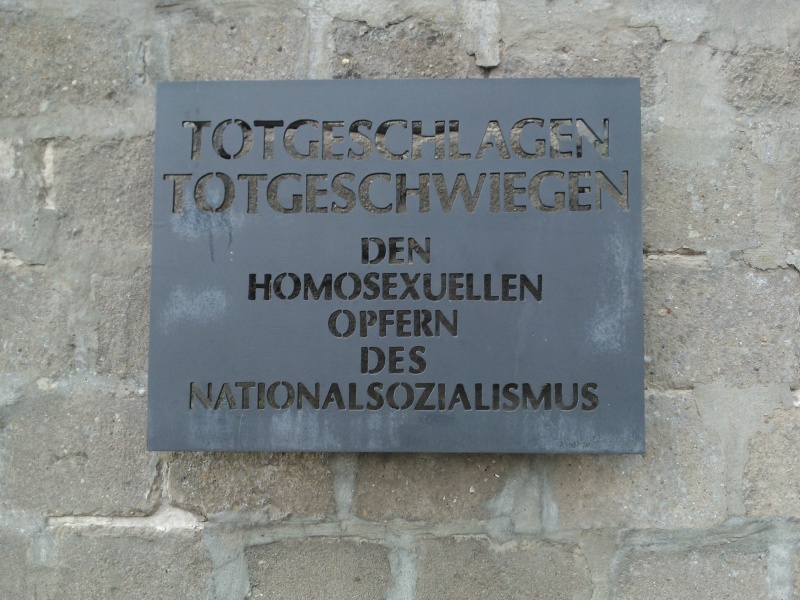 TOTGESCHLAGEN
TOTGESCHWIEGEN
DEN
HOMOSEXUELLEN
OPFERN
DES
NATIONALSOZIALISMUS